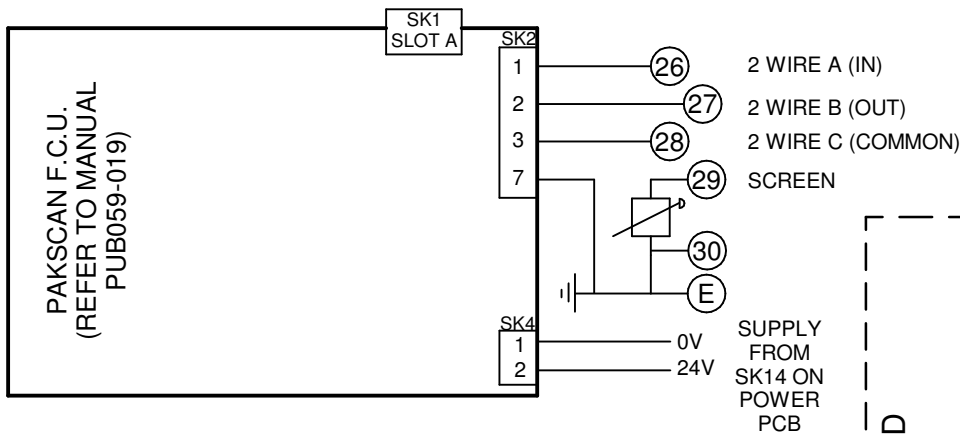 SK1
SLOT A
PAKSCAN F.C.U.
(REFER TO MANUAL
PUB059-019)
SK2
1
26
2 WIRE A (IN)
2
27
2 WIRE B (OUT)
3
28
2 WIRE C (COMMON)
7
29
SCREEN
30
E
SK4
1
0V
2
24V
SUPPLY
FROM
SK14 ON
POWER
PCB
D